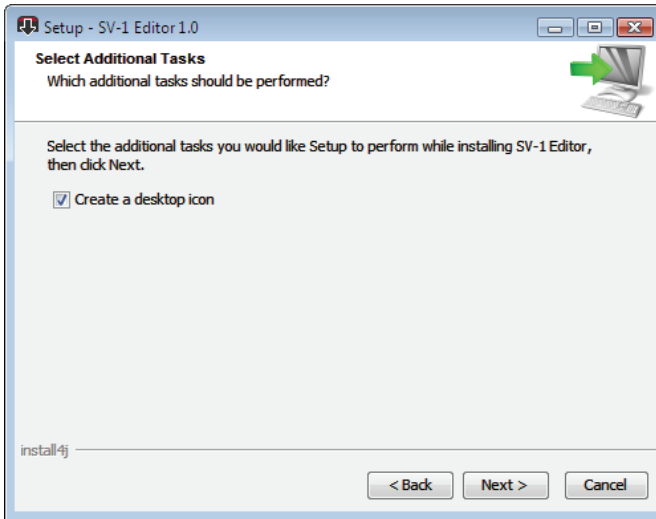 Setup - SV-1 Editor 1.0
Select Additional Tasks
Which additional tasks should be performed?
Select the additional tasks you would like Setup to perform while installing SV-1 Editor,
then click Next.
Create a desktop icon
install4j
< Back Next > Cancel